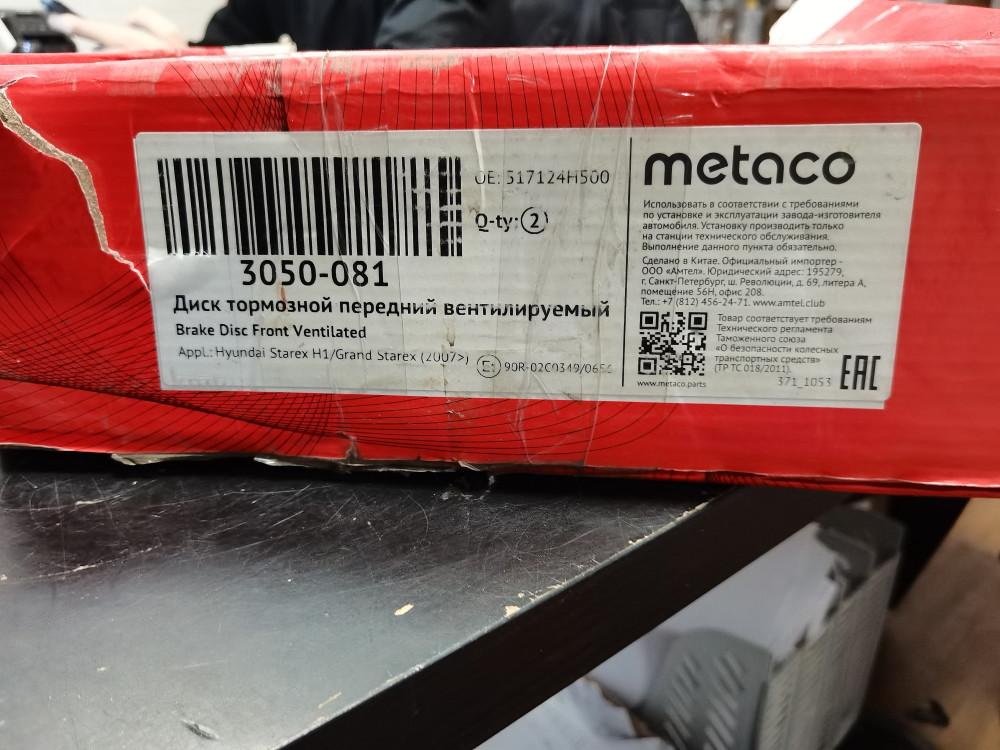 OE: 517124H500
Q-ty: 2
3050-081
Диск тормозной передний вентилируемый
Brake Disc Front Ventilated
Appl.: Hyundai Starex H1/Grand Starex (2007>)
E1 90R-02C0349/065
metaco
Использовать в соответствии с требованиями
по установке и эксплуатации завода-изготовителя
автомобиля. Установку производить только
на станции технического обслуживания.
Выполнение данного пункта обязательно.
Сделано в Китае. Официальный импортер -
ООО «Амтел». Юридический адрес: 195279,
г. Санкт-Петербург, ш. Революции, д. 69, литера А,
помещение 56Н, офис 208.
Тел.: +7 (812) 456-24-71. www.amtel.club
Товар соответствует требованиям
Технического регламента
Таможенного союза
«О безопасности колесных
транспортных средств»
(ТР ТС 018/2011).
www.metaco.parts
371_1053
EAC